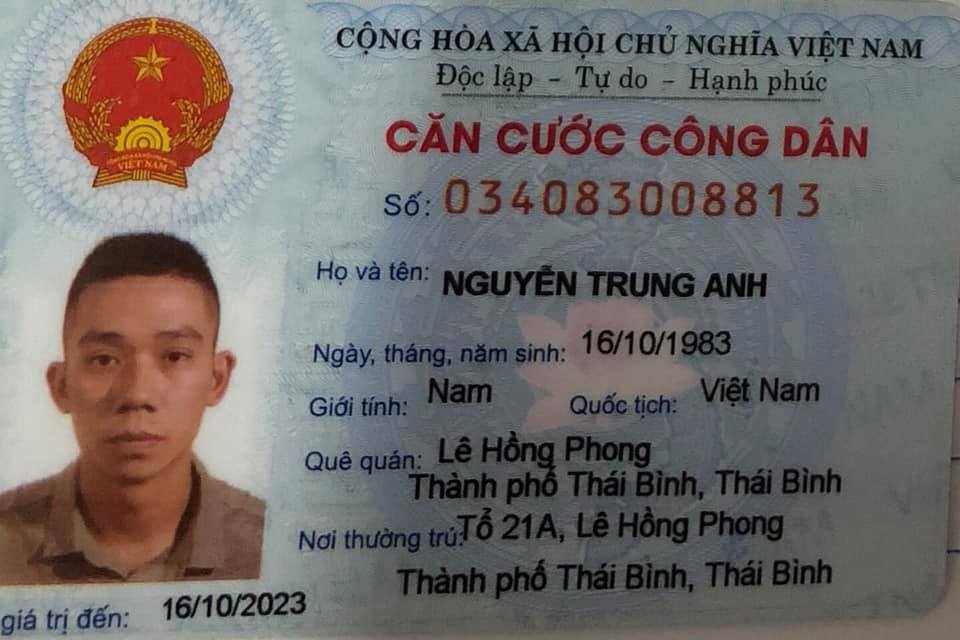 CỘNG HÒA XÃ HỘI CHỦ NGHĨA VIỆT NAM
Độc lập - Tự do - Hạnh phúc
CĂN CƯỚC CÔNG DÂN
Số: 034083008813
Họ và tên: NGUYỄN TRUNG ANH
Ngày, tháng, năm sinh: 16/10/1983
Giới tính: Nam Quốc tịch: Việt Nam
Quê quán: Lê Hồng Phong
Thành phố Thái Bình, Thái Bình
Nơi thường trú: Tổ 21A, Lê Hồng Phong
Thành phố Thái Bình, Thái Bình
giá trị đến: 16/10/2023
VIỆT NAM